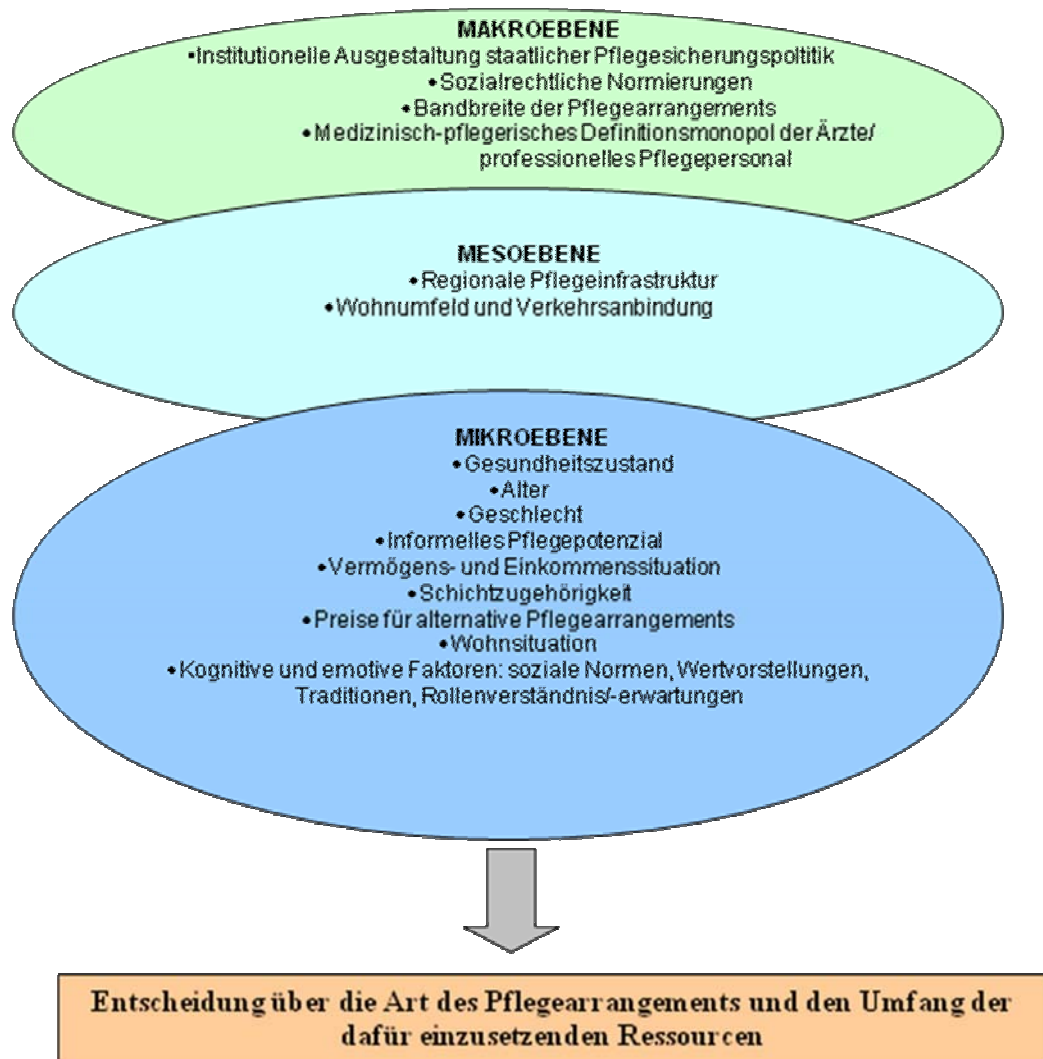 MAKROEBENE
•Institutionelle Ausgestaltung staatlicher Pflegesicherungspoltitik
•Sozialrechtliche Normierungen
•Bandbreite der Pflegearrangements
•Medizinisch-pflegerisches Definitionsmonopol der Ärzte/
professionelles Pflegepersonal
MESOEBENE
•Regionale Pflegeinfrastruktur
•Wohnumfeld und Verkehrsanbindung
MIKROEBENE
•Gesundheitszustand
•Alter
•Geschlecht
•Informelles Pflegepotenzial
•Vermögens- und Einkommenssituation
•Schichtzugehörigkeit
•Preise für alternative Pflegearrangements
•Wohnsituation
•Kognitive und emotive Faktoren: soziale Normen, Wertvorstellungen,
Traditionen, Rollenverständnis/-erwartungen
Entscheidung über die Art des Pflegearrangements und den Umfang der
dafür einzusetzenden Ressourcen